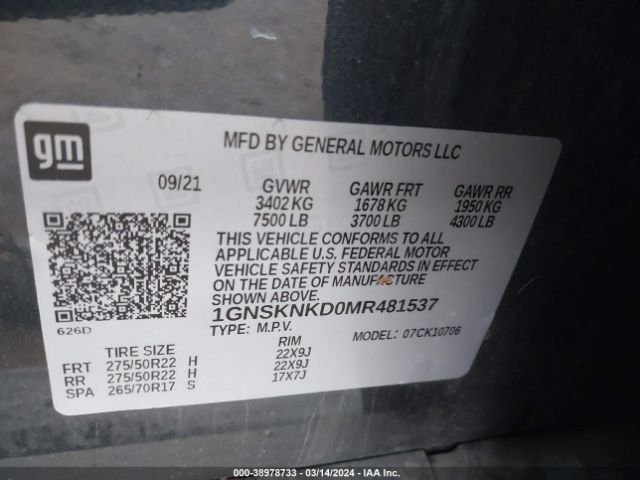 gm
MFD BY GENERAL MOTORS LLC
09/21 GVWR GAWR FRT GAWR RR
3402 KG 1678 KG 1950 KG
7500 LB 3700 LB 4300 LB
THIS VEHICLE CONFORMS TO ALL
APPLICABLE U.S. FEDERAL MOTOR
VEHICLE SAFETY STANDARDS IN EFFECT
ON THE DATE OF MANUFACTURE
SHOWN ABOVE.
1GNSKNKD0MR481537
626D TYPE: M.P.V. MODEL: 07CK10706
TIRE SIZE RIM
FRT 275/50R22 H 22X9J
RR 275/50R22 H 22X9J
SPA 265/70R17 S 17X7J
000-38978733 - 03/14/2024 - IAA Inc.